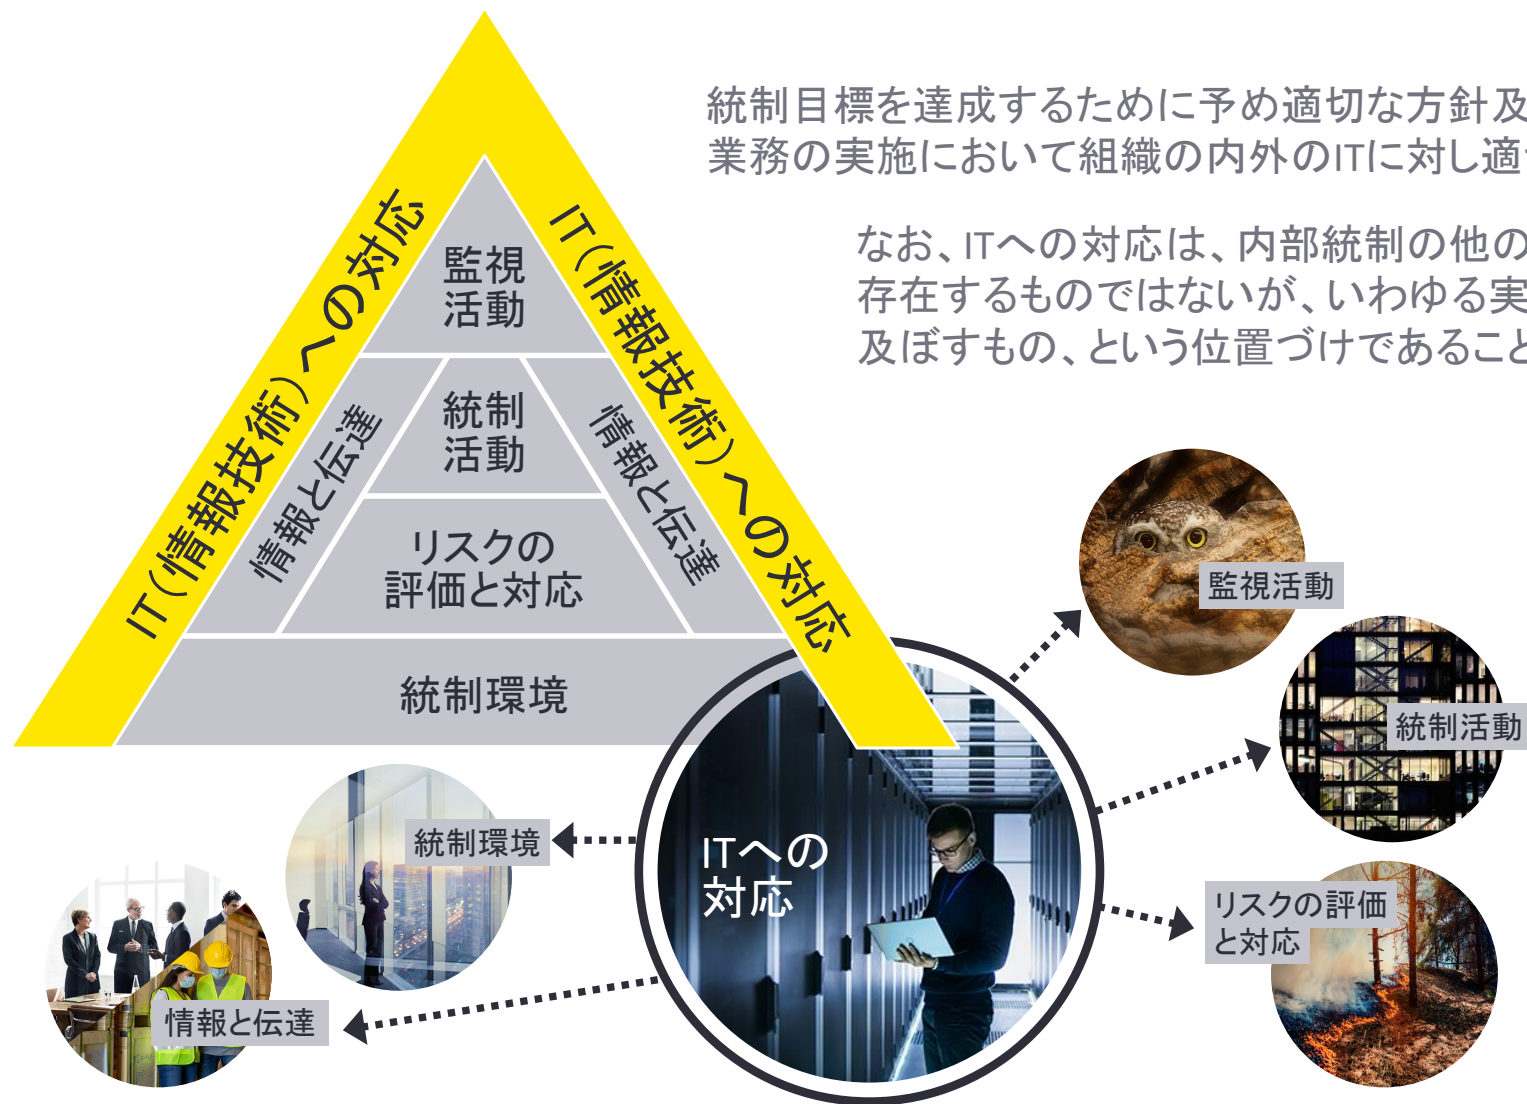 統制目標を達成するために予め適切な方針及
業務の実施において組織の内外のITに対し適
なお、ITへの対応は、内部統制の他の
存在するものではないが、いわゆる実
及ぼすもの、という位置づけであること
IT(情報技術)への対応
IT(情報技術)への対応
監視
活動
情報と伝達
統制
活動
情報と伝達
リスクの
評価と対応
統制環境
監視活動
統制活動
統制環境
ITへの
対応
リスクの評価
と対応
情報と伝達